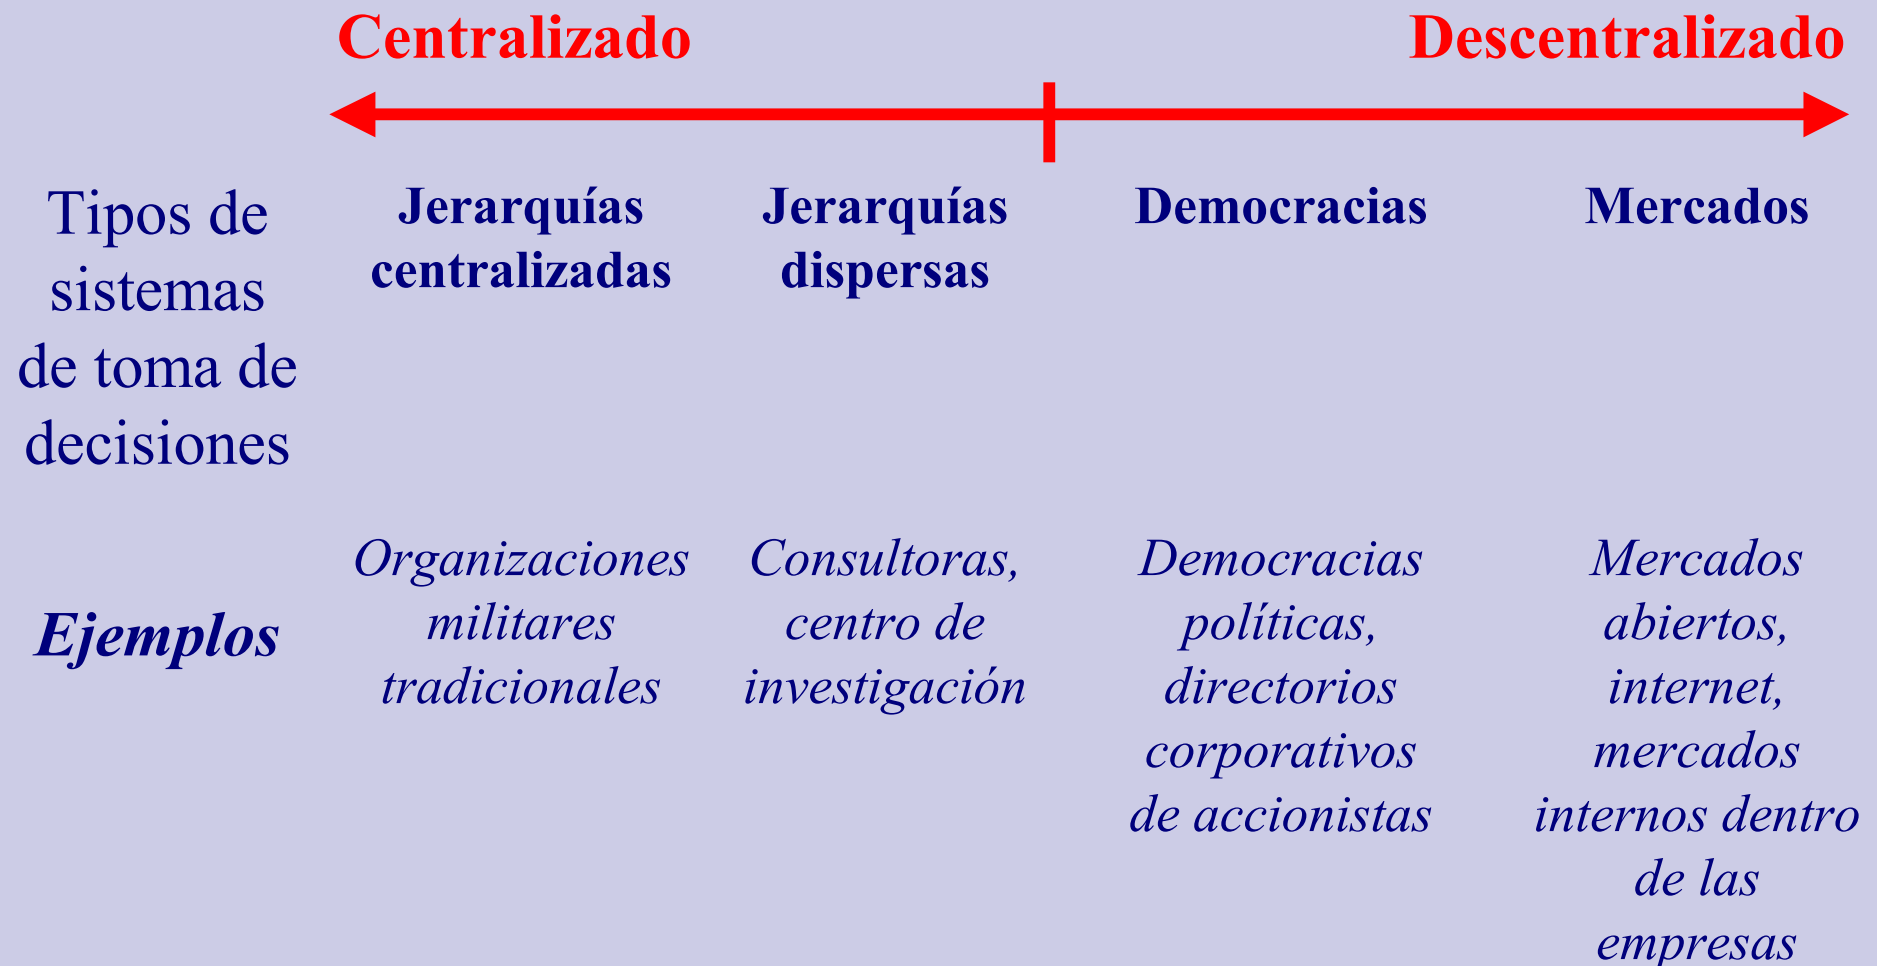 Centralizado
Descentralizado
Tipos de
sistemas
de toma de
decisiones
Jerarquías
centralizadas
Jerarquías
dispersas
Democracias
Mercados
Ejemplos
Organizaciones
militares
tradicionales
Consultoras,
centro de
investigación
Democracias
políticas,
directorios
corporativos
de accionistas
Mercados
abiertos,
internet,
mercados
internos dentro
de las
empresas